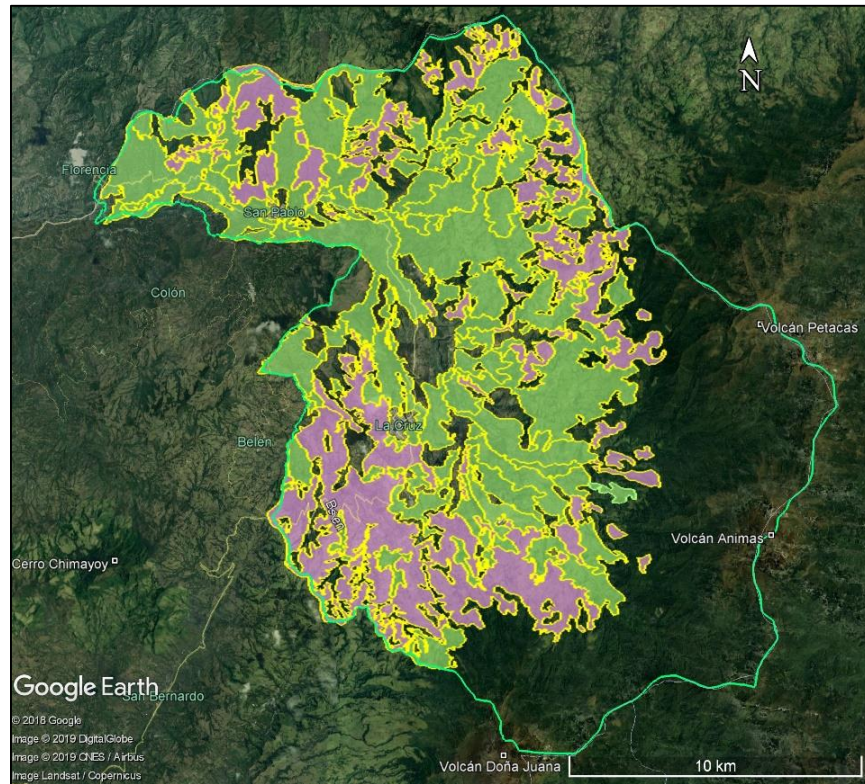 N
Florencia
San Pablo
Colón
Volcán Petacas
La Cruz
Belén
Belén
Volcán Animas
Cerro Chimayoy
Google Earth
San Bernardo
© 2018 Google
Image © 2019 DigitalGlobe
Image © 2019 CNES / Airbus
Image Landsat / Copernicus
Volcán Doña Juana
10 km